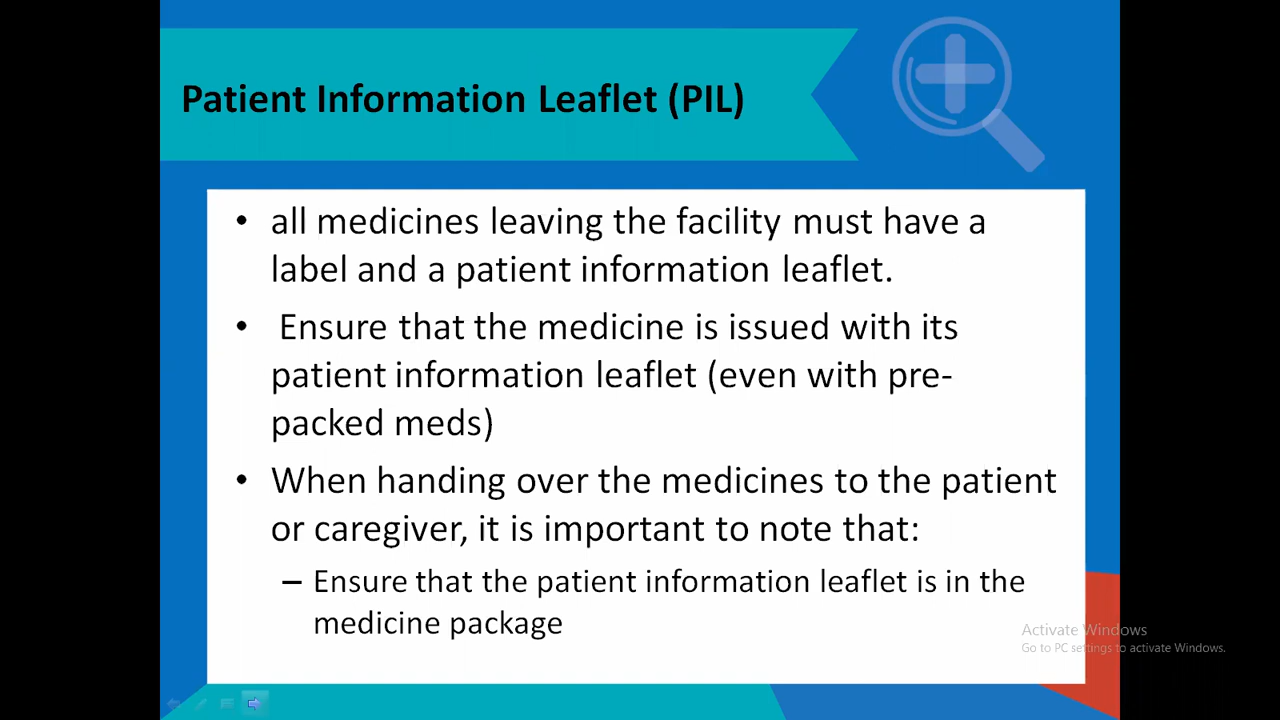 Patient Information Leaflet (PIL)
• all medicines leaving the facility must have a
label and a patient information leaflet.
• Ensure that the medicine is issued with its
patient information leaflet (even with pre-
packed meds)
• When handing over the medicines to the patient
or caregiver, it is important to note that:
– Ensure that the patient information leaflet is in the
medicine package
Activate Windows
Go to PC settings to activate Windows.